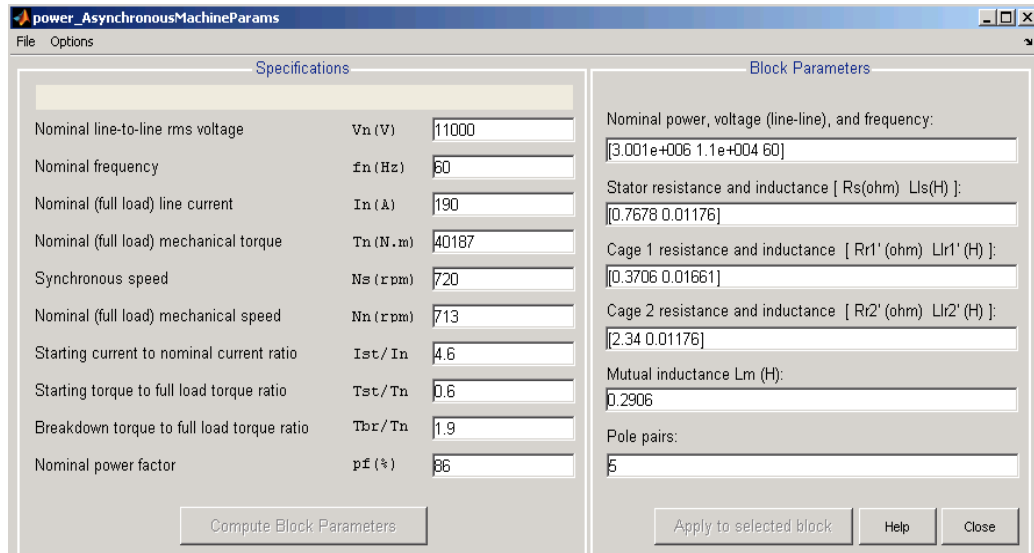 power_AsynchronousMachineParams
File Options
Specifications
Nominal line-to-line rms voltage Vn(V) 11000
Nominal frequency fn(Hz) 60
Nominal (full load) line current In(A) 190
Nominal (full load) mechanical torque Tn(N.m) 40187
Synchronous speed Ns(rpm) 720
Nominal (full load) mechanical speed Nn(rpm) 713
Starting current to nominal current ratio Ist/In 4.6
Starting torque to full load torque ratio Tst/Tn 0.6
Breakdown torque to full load torque ratio Tbr/Tn 1.9
Nominal power factor pf(%) 86
Compute Block Parameters
Block Parameters
Nominal power, voltage (line-line), and frequency:
[3.001e+006 1.1e+004 60]
Stator resistance and inductance [ Rs(ohm) Lls(H) ]:
[0.7678 0.01176]
Cage 1 resistance and inductance [ Rr1' (ohm) Llr1' (H) ]:
[0.3706 0.01661]
Cage 2 resistance and inductance [ Rr2' (ohm) Llr2' (H) ]:
[2.34 0.01176]
Mutual inductance Lm (H):
0.2906
Pole pairs:
5
Apply to selected block Help Close